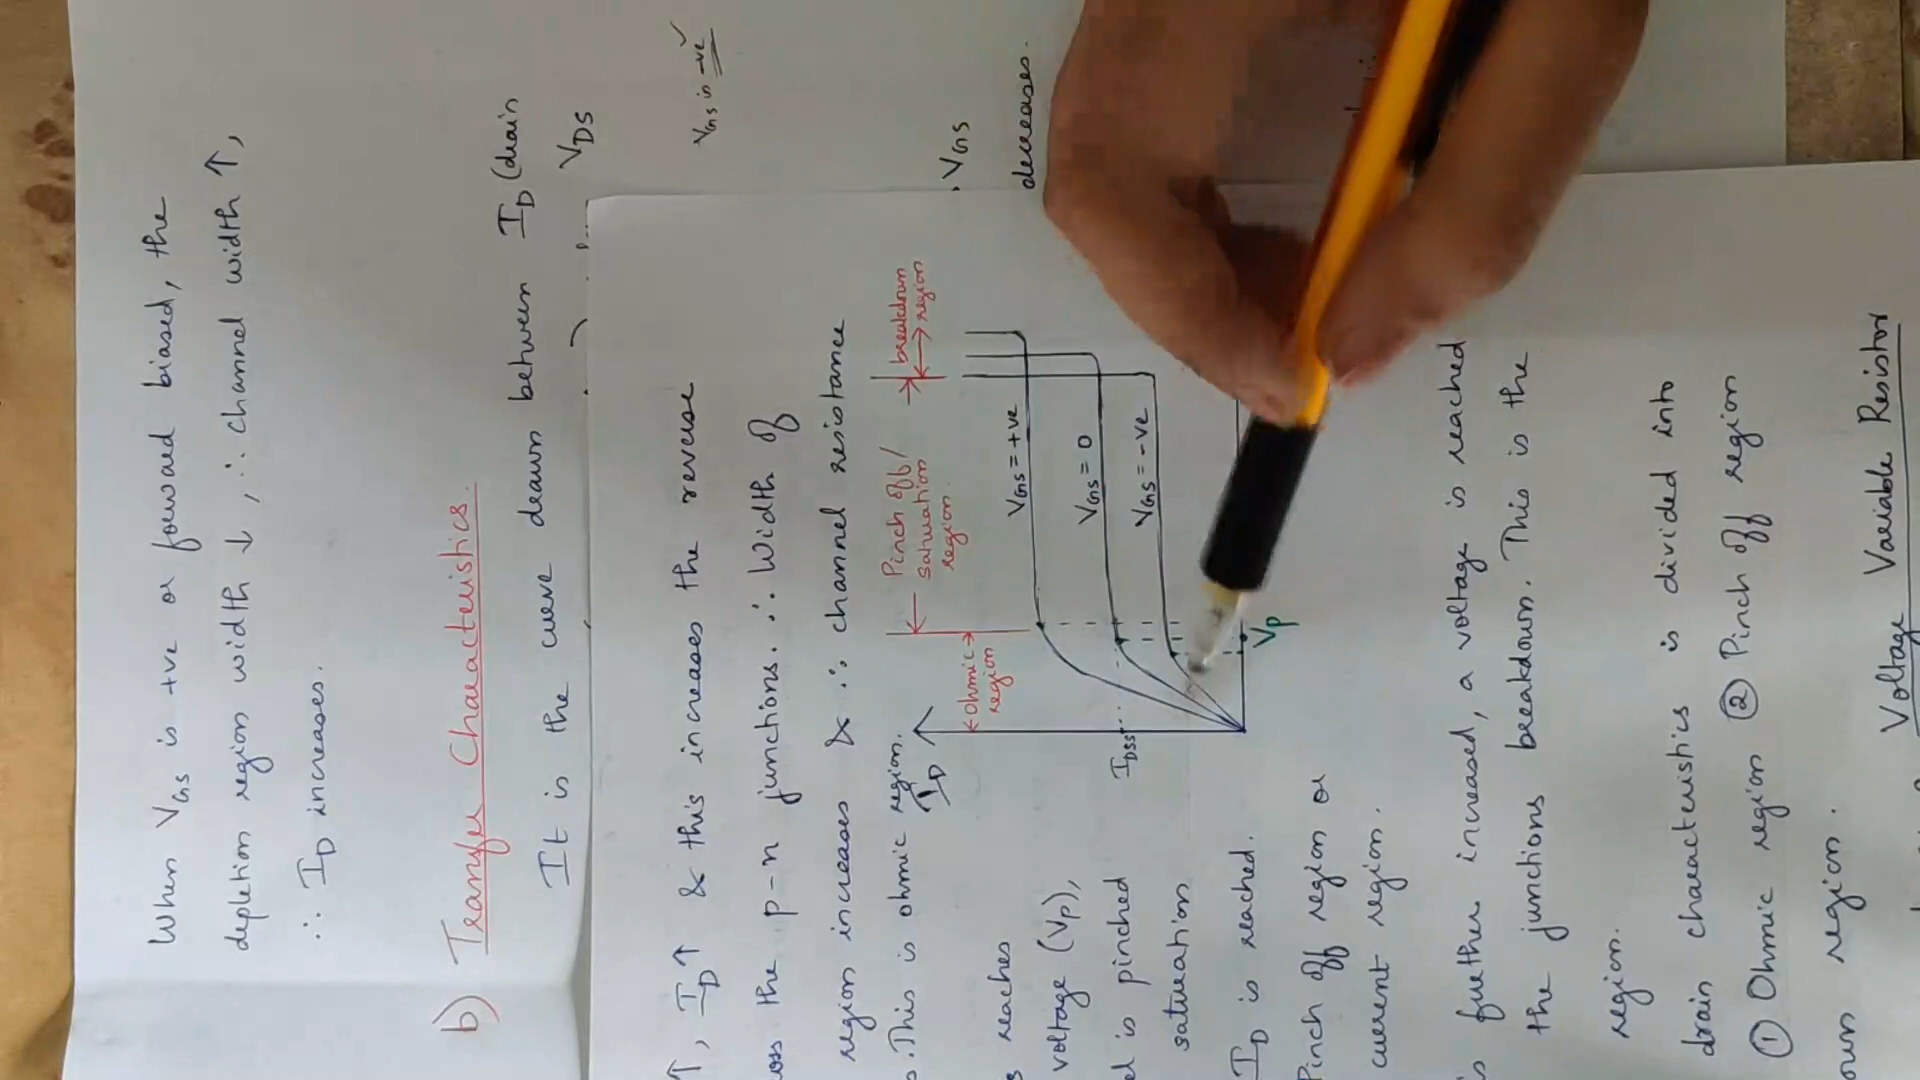 When VGS is +ve or forward biased, the
depletion region width ↓, ∴ channel width ↑,
∴ ID increases.
b) Transfer Characteristics.
It is the curve drawn between ID (drain
VDS
VGS is -ve ✓
VGS
decreases.
↑, ID↑ & this increases the reverse
the p-n junctions. ∴ Width of
region increases & ∴ channel resistance
. This is ohmic region.
reaches
voltage (VP),
is pinched
saturation
ID is reached.
Pinch off region or
current region.
further increased, a voltage is reached
the junctions breakdown. This is the
region.
drain characteristics is divided into
① Ohmic region ② Pinch off region
region.
Voltage Variable Resistor
ID
IDSS
ohmic
region
Pinch off/
saturation
region.
breakdown
region
VGS = +ve
VGS = 0
VGS = -ve
VP